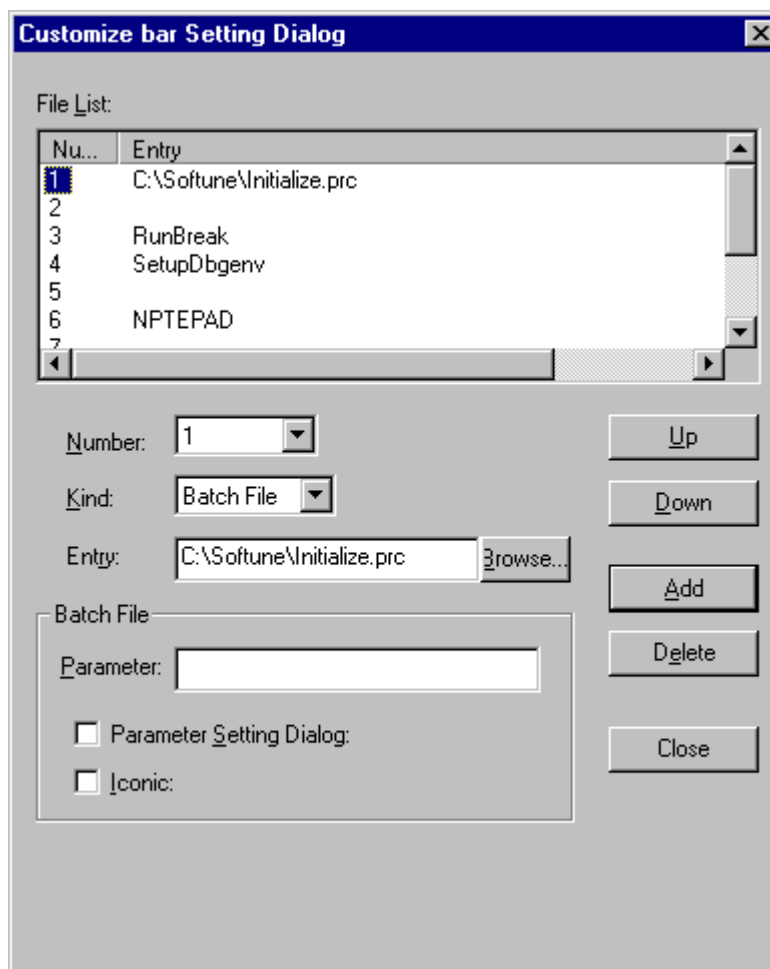 Customize bar Setting Dialog
File List:
Nu... Entry
1 C:\Softune\Initialize.prc
2
3 RunBreak
4 SetupDbgenv
5
6 NPTEPAD
7
Number: 1 Up
Kind: Batch File Down
Entry: C:\Softune\Initialize.prc Browse...
Add
Batch File
Delete
Parameter:
Parameter Setting Dialog:
Close
Iconic: